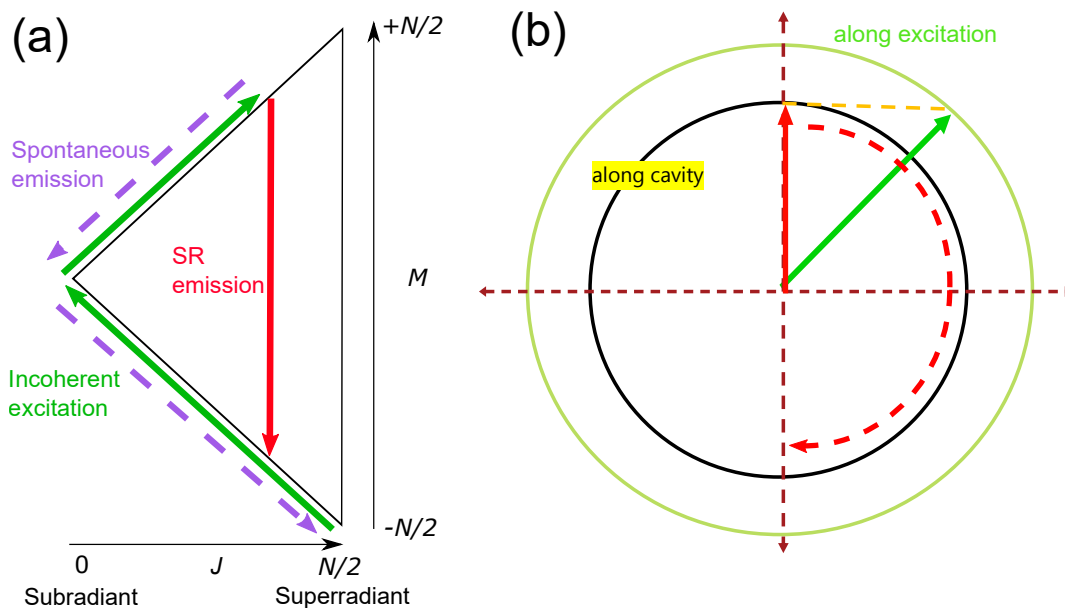 (a)
+N/2
Spontaneous
emission
SR
emission
M
Incoherent
excitation
-N/2
0
J
N/2
Subradiant
Superradiant
(b)
along excitation
along cavity